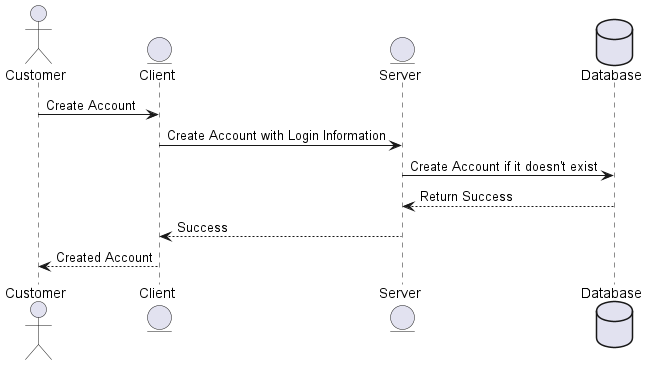 Customer Client Server Database
Create Account
Create Account with Login Information
Create Account if it doesn't exist
Return Success
Success
Created Account
Customer Client Server Database